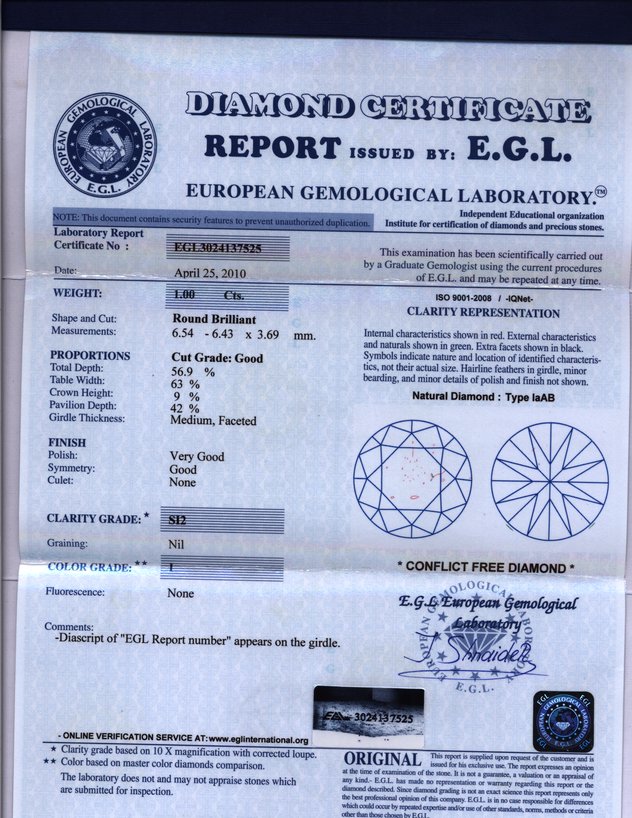 EUROPEAN GEMOLOGICAL LABORATORY
E.G.L.
DIAMOND CERTIFICATE
REPORT ISSUED BY: E.G.L.
EUROPEAN GEMOLOGICAL LABORATORY.™
NOTE: This document contains security features to prevent unauthorized duplication.
Independent Educational organization
Institute for certification of diamonds and precious stones.
Laboratory Report
Certificate No : EGL3024137525
Date: April 25, 2010
This examination has been scientifically carried out
by a Graduate Gemologist using the current procedures
of E.G.L. and may be repeated at any time.
WEIGHT: 1.00 Cts.
ISO 9001-2008 / -IQNet-
CLARITY REPRESENTATION
Shape and Cut: Round Brilliant
Measurements: 6.54 - 6.43 x 3.69 mm.
Internal characteristics shown in red. External characteristics
and naturals shown in green. Extra facets shown in black.
Symbols indicate nature and location of identified characteris-
tics, not their actual size. Hairline feathers in girdle, minor
bearding, and minor details of polish and finish not shown.
PROPORTIONS Cut Grade: Good
Total Depth: 56.9 %
Table Width: 63 %
Crown Height: 9 %
Pavilion Depth: 42 %
Girdle Thickness: Medium, Faceted
Natural Diamond : Type IaAB
FINISH
Polish: Very Good
Symmetry: Good
Culet: None
CLARITY GRADE: * SI2
Graining: Nil
COLOR GRADE: ** I
* CONFLICT FREE DIAMOND *
Fluorescence: None
E.G.L European Gemological
Laboratory
EUROPEAN GEMOLOGICAL LABORATORY
E.G.L.
Comments:
-Diascript of "EGL Report number" appears on the girdle.
3024137525
EGL EGL
EGL EGL
- ONLINE VERIFICATION SERVICE AT: www.eglinternational.org
* Clarity grade based on 10 X magnification with corrected loupe.
** Color based on master color diamonds comparison.
The laboratory does not and may not appraise stones which
are submitted for inspection.
ORIGINAL This report is supplied upon request of the customer and is
issued for his exclusive use. The report expresses an opinion
at the time of examination of the stone. It is not a guarantee, a valuation or an appraisal of
any kind.- E.G.L. has made no representation or warranty regarding this report or the
diamond described. Since diamond grading is not an exact science this report represents only
the best professional opinion of this company. E.G.L. is in no case responsible for differences
which could occur by repeated expertise and/or use of other standards, norms, methods or criteria
other than those chosen by E.G.L.